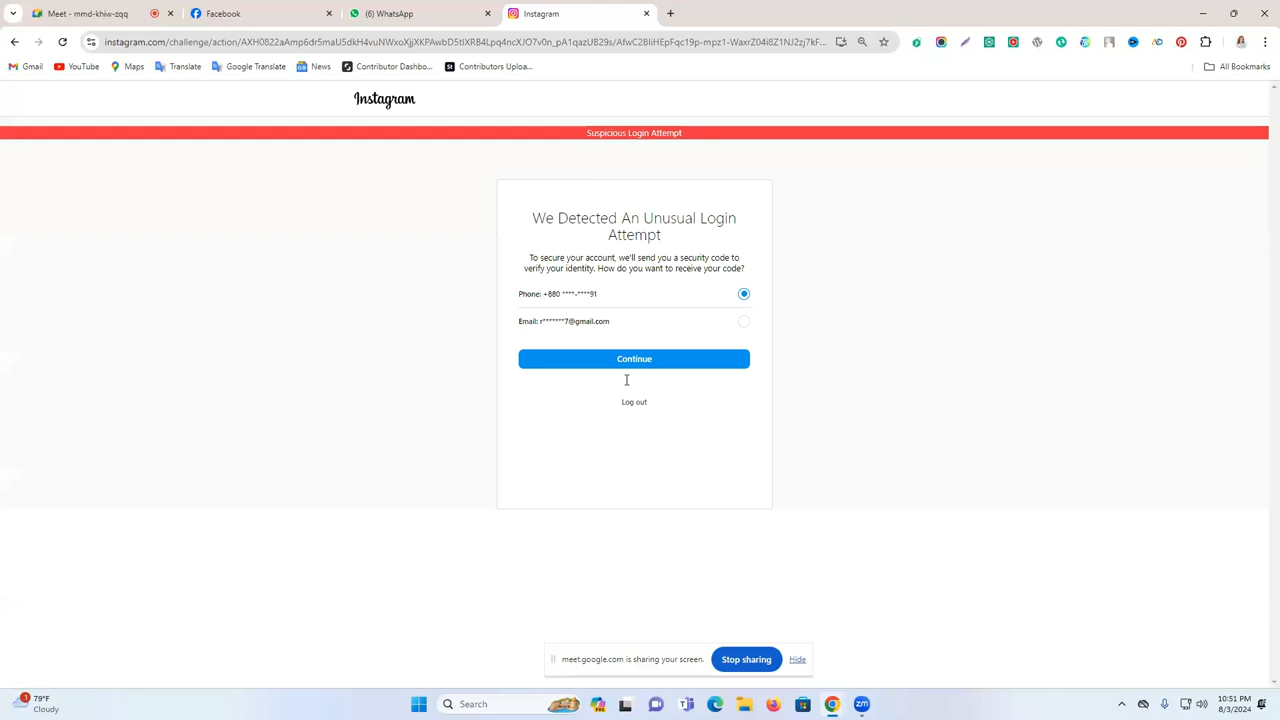 Meet - mmd-khiw-zqq
Facebook
(6) WhatsApp
Instagram
Gmail
YouTube
Maps
Translate
Google Translate
News
Contributor Dashbo...
Contributors Uploa...
All Bookmarks
Instagram
Suspicious Login Attempt
We Detected An Unusual Login
Attempt
To secure your account, we'll send you a security code to
verify your identity. How do you want to receive your code?
Phone: +880 ****-****91
Email: r*******7@gmail.com
Continue
Log out
meet.google.com is sharing your screen.
Stop sharing
Hide
1
79°F
Cloudy
Search
zm
10:51 PM
8/3/2024